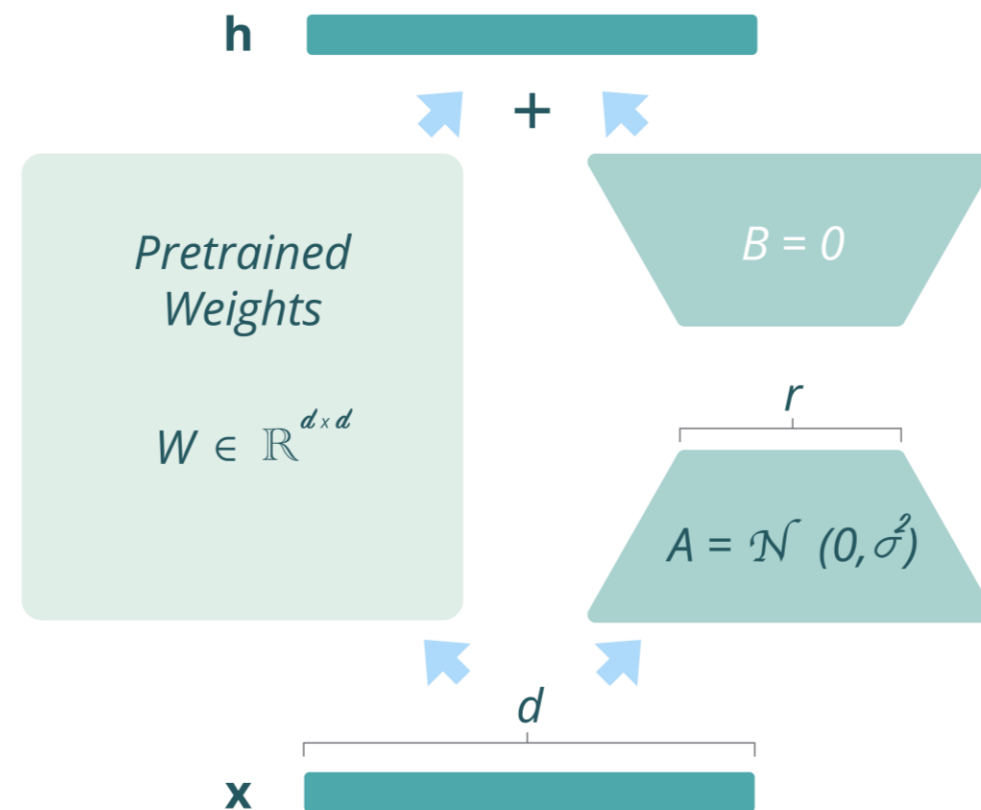 h
+
Pretrained
Weights
W ∈ ℝ^{d×d}
B = 0
r
A = 𝒩 (0, σ²)
d
x